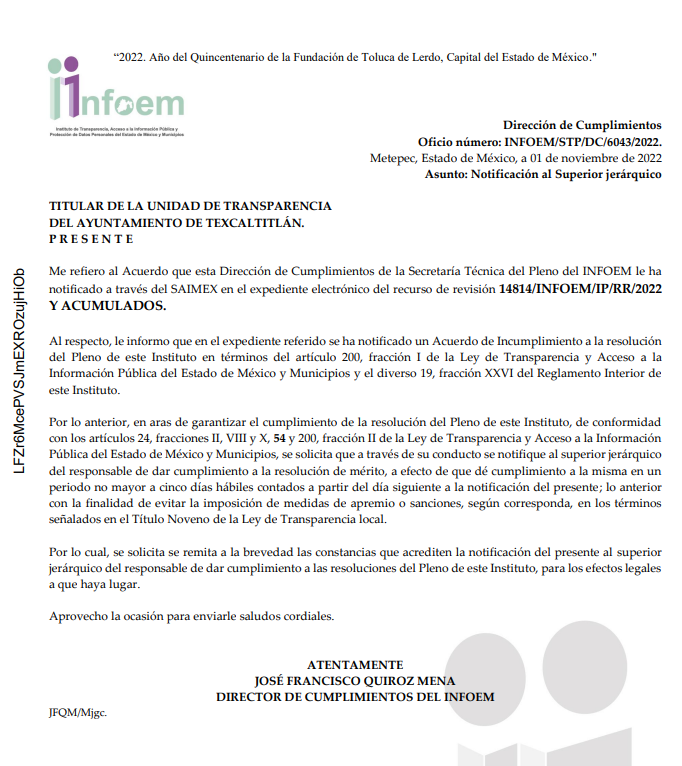 “2022. Año del Quincentenario de la Fundación de Toluca de Lerdo, Capital del Estado de México."
infoem
Instituto de Transparencia, Acceso a la Información Pública y
Protección de Datos Personales del Estado de México y Municipios
Dirección de Cumplimientos
Oficio número: INFOEM/STP/DC/6043/2022.
Metepec, Estado de México, a 01 de noviembre de 2022
Asunto: Notificación al Superior jerárquico
TITULAR DE LA UNIDAD DE TRANSPARENCIA
DEL AYUNTAMIENTO DE TEXCALTITLÁN.
P R E S E N T E
Me refiero al Acuerdo que esta Dirección de Cumplimientos de la Secretaría Técnica del Pleno del INFOEM le ha
notificado a través del SAIMEX en el expediente electrónico del recurso de revisión 14814/INFOEM/IP/RR/2022
Y ACUMULADOS.
Al respecto, le informo que en el expediente referido se ha notificado un Acuerdo de Incumplimiento a la resolución
del Pleno de este Instituto en términos del artículo 200, fracción I de la Ley de Transparencia y Acceso a la
Información Pública del Estado de México y Municipios y el diverso 19, fracción XXVI del Reglamento Interior de
este Instituto.
Por lo anterior, en aras de garantizar el cumplimiento de la resolución del Pleno de este Instituto, de conformidad
con los artículos 24, fracciones II, VIII y X, 54 y 200, fracción II de la Ley de Transparencia y Acceso a la Información
Pública del Estado de México y Municipios, se solicita que a través de su conducto se notifique al superior jerárquico
del responsable de dar cumplimiento a la resolución de mérito, a efecto de que dé cumplimiento a la misma en un
periodo no mayor a cinco días hábiles contados a partir del día siguiente a la notificación del presente; lo anterior
con la finalidad de evitar la imposición de medidas de apremio o sanciones, según corresponda, en los términos
señalados en el Título Noveno de la Ley de Transparencia local.
Por lo cual, se solicita se remita a la brevedad las constancias que acrediten la notificación del presente al superior
jerárquico del responsable de dar cumplimiento a las resoluciones del Pleno de este Instituto, para los efectos legales
a que haya lugar.
Aprovecho la ocasión para enviarle saludos cordiales.
ATENTAMENTE
JOSÉ FRANCISCO QUIROZ MENA
DIRECTOR DE CUMPLIMIENTOS DEL INFOEM
JFQM/Mjgc.
LFZr6McePVSJmEXROzujHiOb